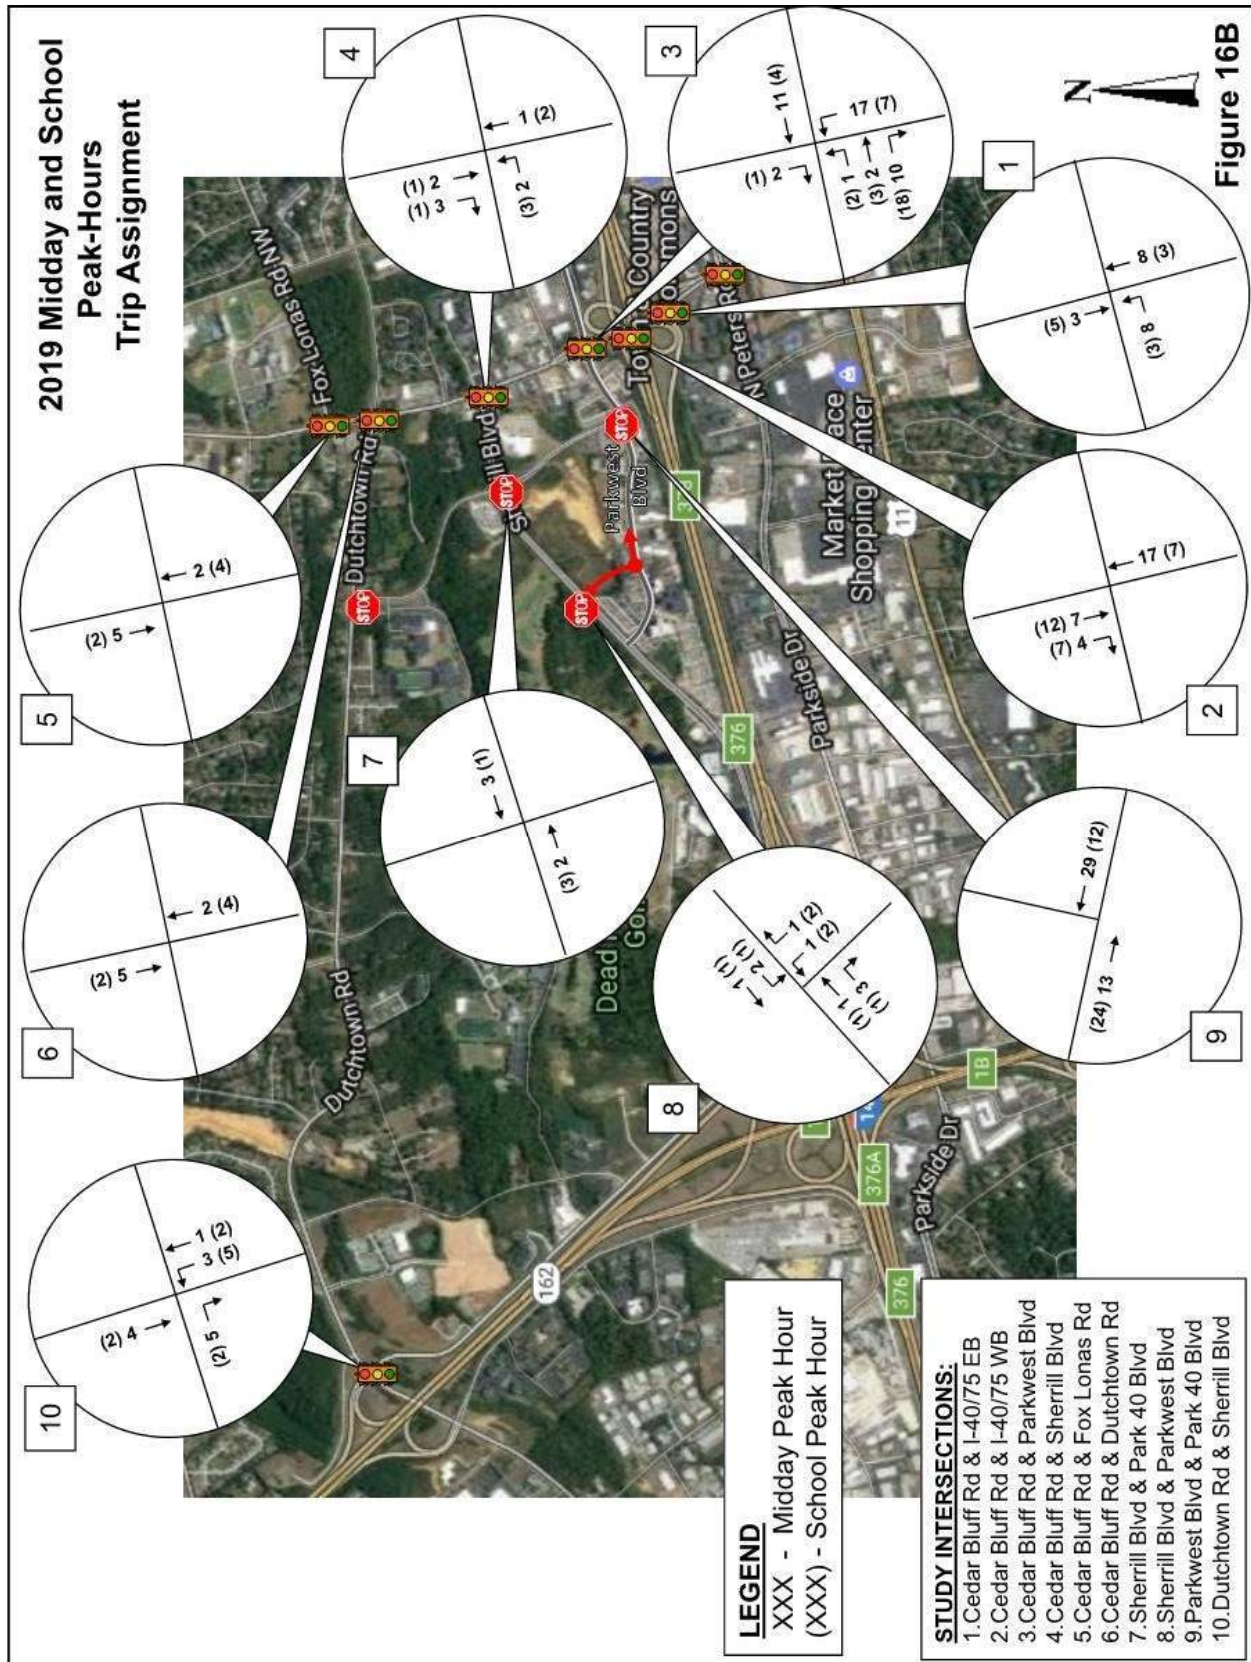 2019 Midday and School
Peak-Hours
Trip Assignment
10
1 (2)
3 (5)
(2) 4
(2) 5
6
2 (4)
(2) 5
5
2 (4)
(2) 5
4
(1) 2
(1) 3
1 (2)
(3) 2
7
3 (1)
(3) 2
3
11 (4)
(1) 2
17 (7)
(2) 1
(3) 2
(18) 10
8
1 (1)
2 (1)
1 (2)
1 (2)
(1) 1
(1) 3
9
29 (12)
(24) 13
2
17 (7)
(12) 7
(7) 4
1
8 (3)
(5) 3
(3) 8
Fox Lonas Rd NW
Dutchtown Rd
Dutchtown Rd
Blvd
STOP
STOP
STOP
STOP
Parkwest
Blvd
Country
N Peters
378
376
Dead
Parkside Dr
Market
Shopping
11
162
376A
1B
Parkside Dr
376
N
LEGEND
XXX - Midday Peak Hour
(XXX) - School Peak Hour
STUDY INTERSECTIONS:
1.Cedar Bluff Rd & I-40/75 EB
2.Cedar Bluff Rd & I-40/75 WB
3.Cedar Bluff Rd & Parkwest Blvd
4.Cedar Bluff Rd & Sherrill Blvd
5.Cedar Bluff Rd & Fox Lonas Rd
6.Cedar Bluff Rd & Dutchtown Rd
7.Sherrill Blvd & Park 40 Blvd
8.Sherrill Blvd & Parkwest Blvd
9.Parkwest Blvd & Park 40 Blvd
10.Dutchtown Rd & Sherrill Blvd
Figure 16B